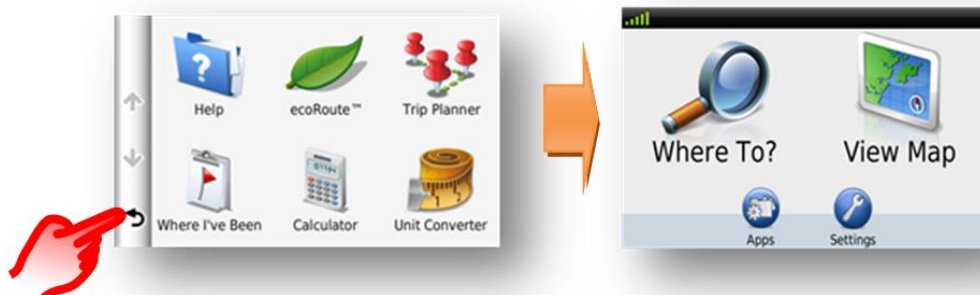 Help
ecoRoute™
Trip Planner
Where I've Been
Calculator
Unit Converter
Where To?
View Map
Apps
Settings